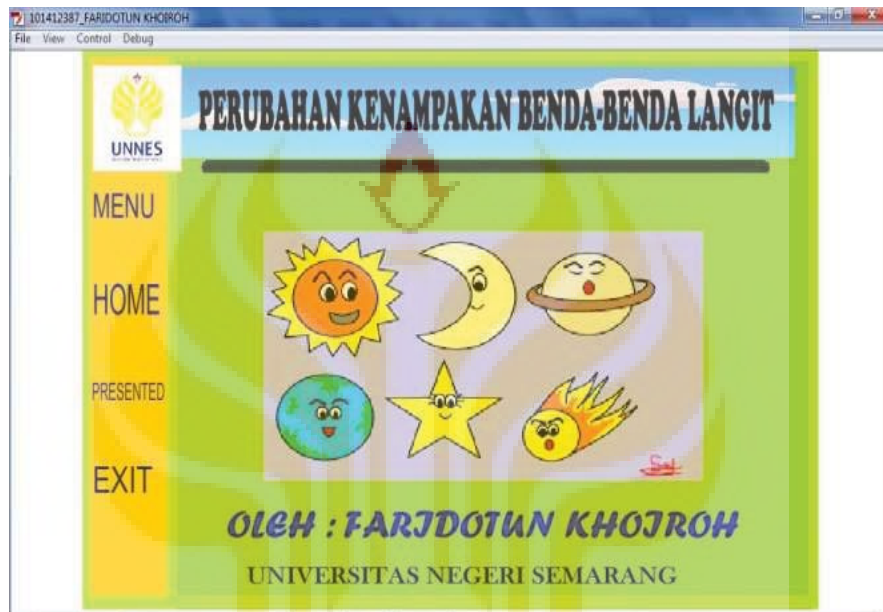 101412387_FARIDOTUN KHOIROH
File View Control Debug
UNNES
PERUBAHAN KENAMPAKAN BENDA-BENDA LANGIT
MENU
HOME
PRESENTED
EXIT
OLEH : FARIDOTUN KHOIROH
UNIVERSITAS NEGERI SEMARANG